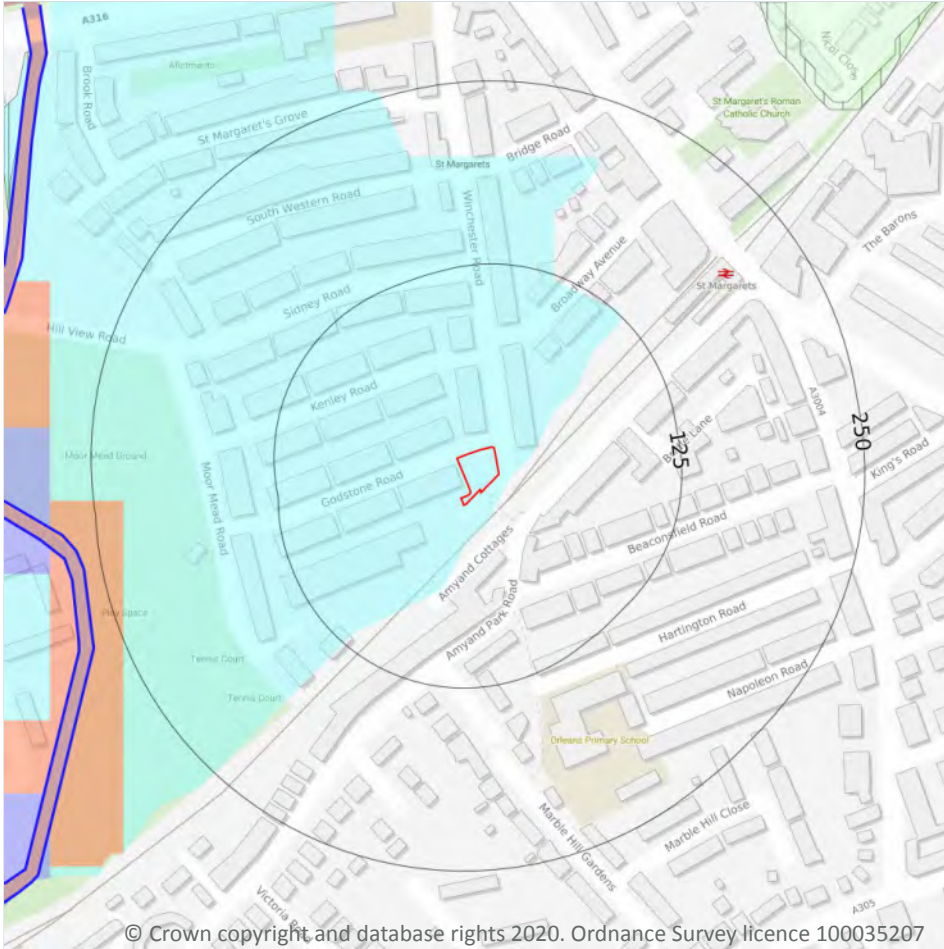 A316
Allotments
Brook Road
Nicol Close
St Margaret's Grove
St Margaret's Roman
Catholic Church
Bridge Road
St Margarets
South Western Road
Winchester Road
The Barons
Broadway Avenue
St Margarets
Sidney Road
Hill View Road
Kenley Road
A3004
250
125
Lane
King's Road
Moor Mead Ground
Moor Mead Road
Godstone Road
Beaconsfield Road
Amyand Cottages
Play Space
Amyand Park Road
Hartington Road
Tennis Court
Napoleon Road
Tennis Court
Orleans Primary School
Marble Hill Gardens
Marble Hill Close
Victoria
A305
© Crown copyright and database rights 2020. Ordnance Survey licence 100035207